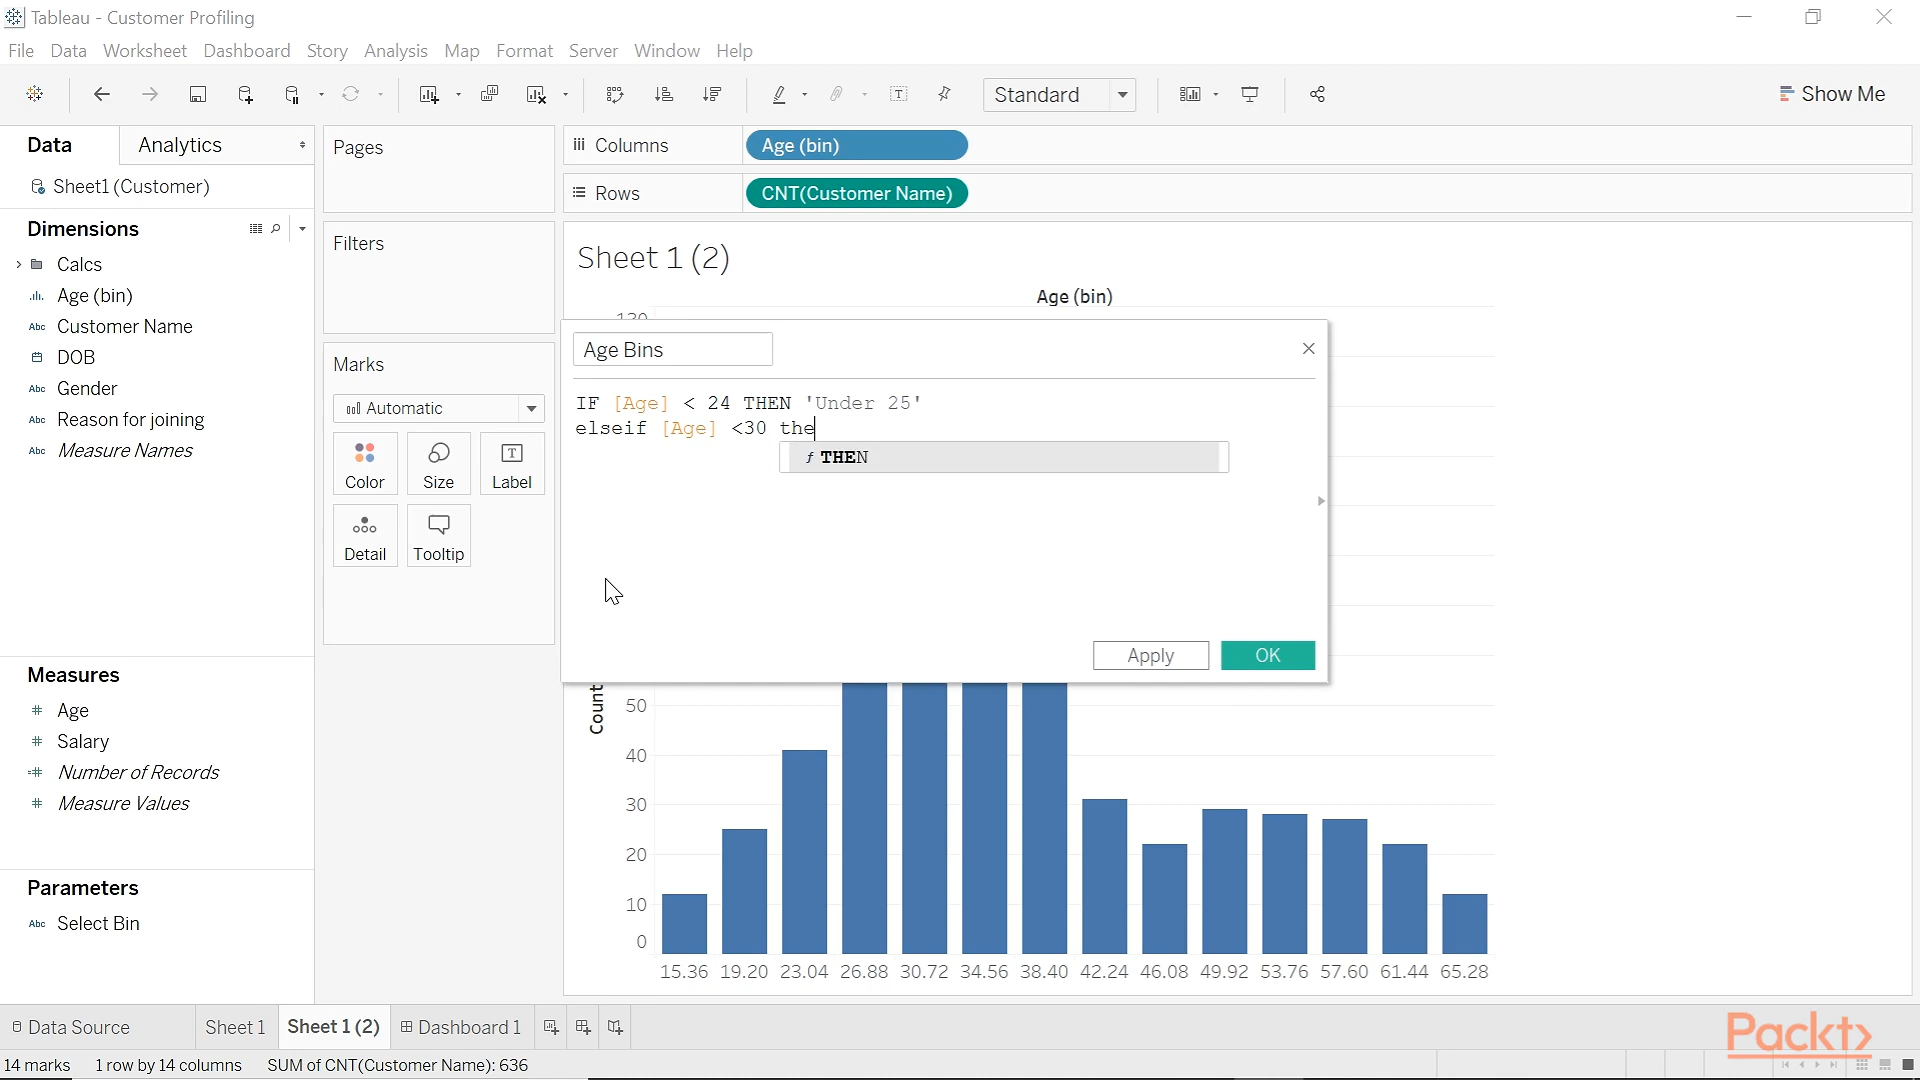 Tableau - Customer Profiling
File Data Worksheet Dashboard Story Analysis Map Format Server Window Help
Standard
Show Me
Data
Analytics
Sheet1 (Customer)
Dimensions
Calcs
Age (bin)
Abc Customer Name
DOB
Abc Gender
Abc Reason for joining
Abc Measure Names
Measures
# Age
# Salary
=# Number of Records
# Measure Values
Parameters
Abc Select Bin
Pages
Filters
Marks
Automatic
Color Size Label
Detail Tooltip
iii Columns Age (bin)
Rows CNT(Customer Name)
Sheet 1 (2)
Age (bin)
Age Bins
IF [Age] < 24 THEN 'Under 25'
elseif [Age] <30 the
f THEN
Apply OK
Count
50
40
30
20
10
0
15.36 19.20 23.04 26.88 30.72 34.56 38.40 42.24 46.08 49.92 53.76 57.60 61.44 65.28
Data Source Sheet 1 Sheet 1 (2) Dashboard 1
14 marks 1 row by 14 columns SUM of CNT(Customer Name): 636
Packt>